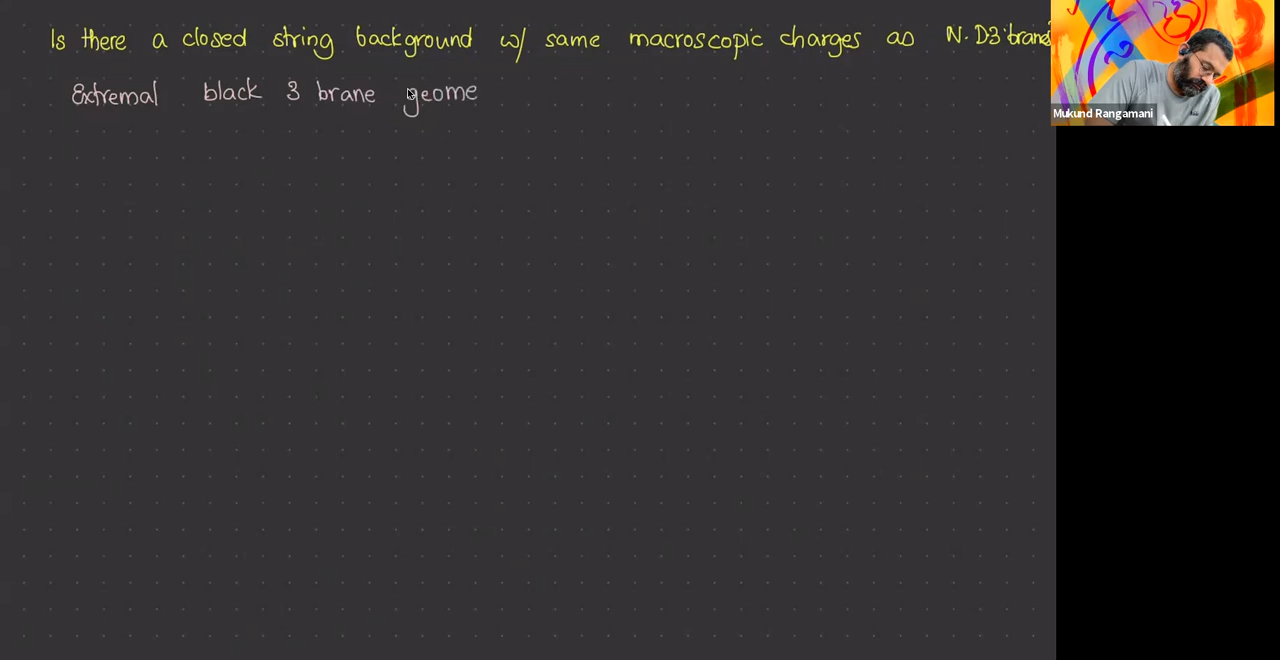 Is there a closed string background w/ same macroscopic charges as N. D3 branes
Extremal black 3 brane geome
Mukund Rangamani